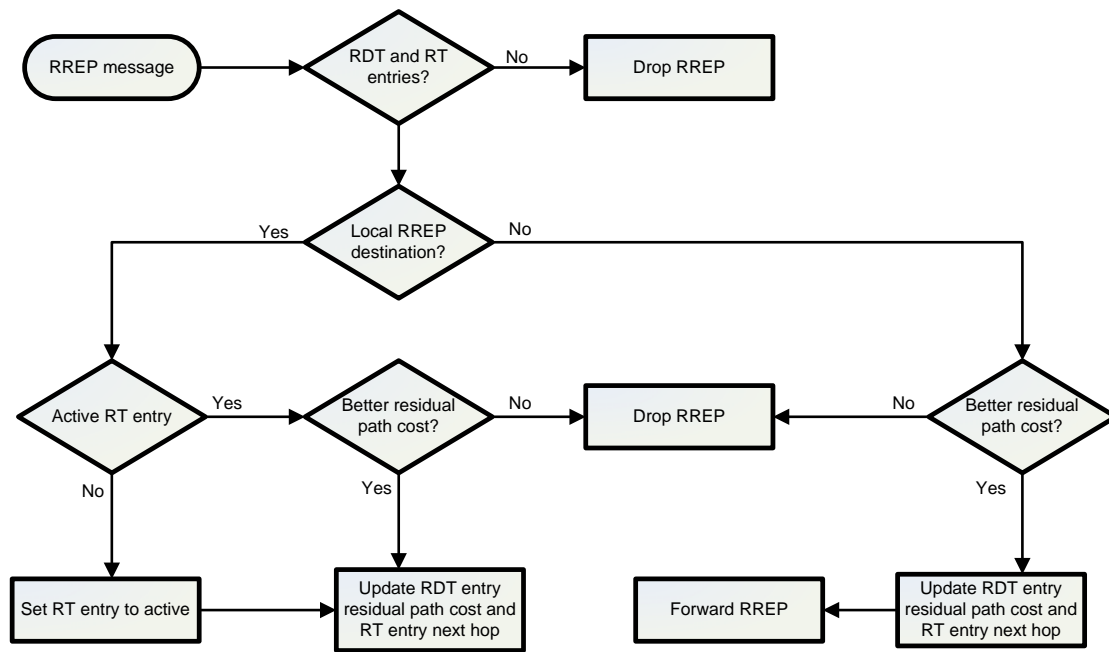 RREP message
RDT and RT
entries?
No
Drop RREP
Yes
Local RREP
destination?
No
Active RT entry
Yes
Better residual
path cost?
No
Drop RREP
No
Better residual
path cost?
No
Yes
Yes
Set RT entry to active
Update RDT entry
residual path cost and
RT entry next hop
Forward RREP
Update RDT entry
residual path cost and
RT entry next hop